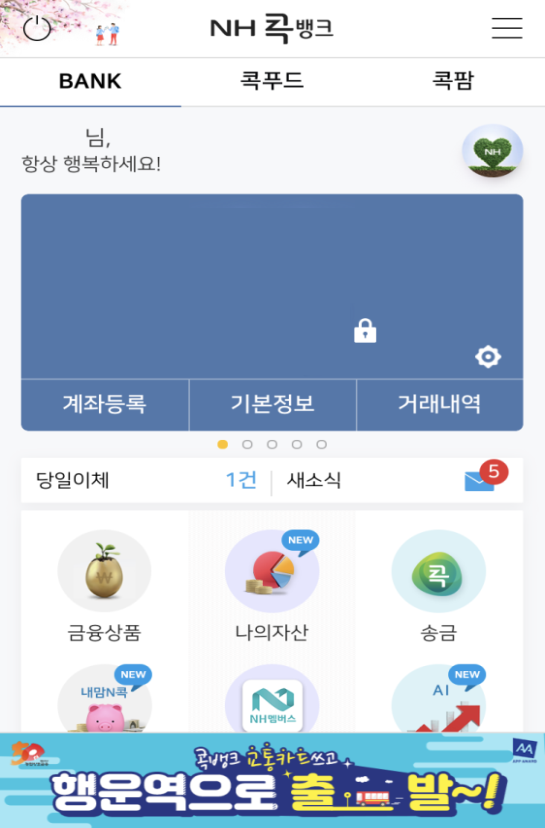 NH 콕뱅크
BANK 콕푸드 콕팜
님,
항상 행복하세요!
NH
계좌등록 기본정보 거래내역
당일이체 1건 새소식 5
NEW
W 콕
금융상품 나의자산 송금
NEW NEW
내맘N콕 AI
A
NH멤버스
콕뱅크 교통카드쓰고
행운역으로 출발~!